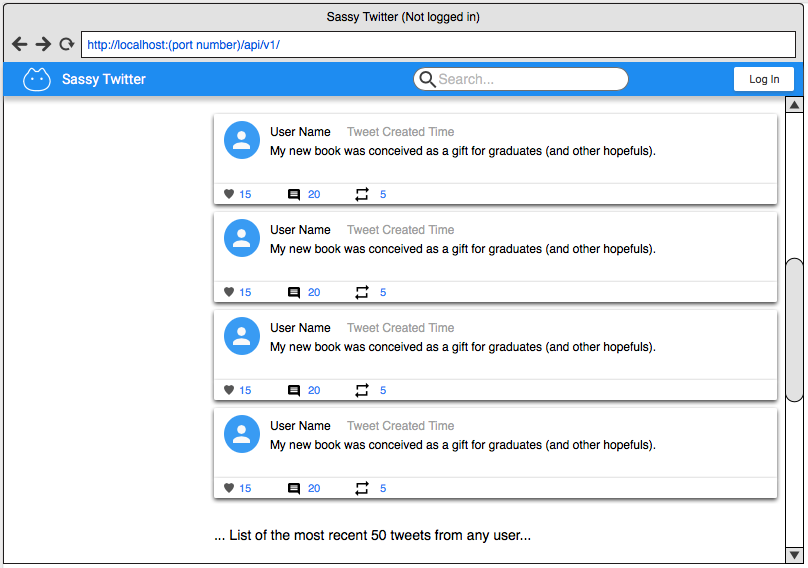 Sassy Twitter (Not logged in)
http://localhost:(port number)/api/v1/
Sassy Twitter
Search...
Log In
User Name Tweet Created Time
My new book was conceived as a gift for graduates (and other hopefuls).
15 20 5
User Name Tweet Created Time
My new book was conceived as a gift for graduates (and other hopefuls).
15 20 5
User Name Tweet Created Time
My new book was conceived as a gift for graduates (and other hopefuls).
15 20 5
User Name Tweet Created Time
My new book was conceived as a gift for graduates (and other hopefuls).
15 20 5
... List of the most recent 50 tweets from any user...